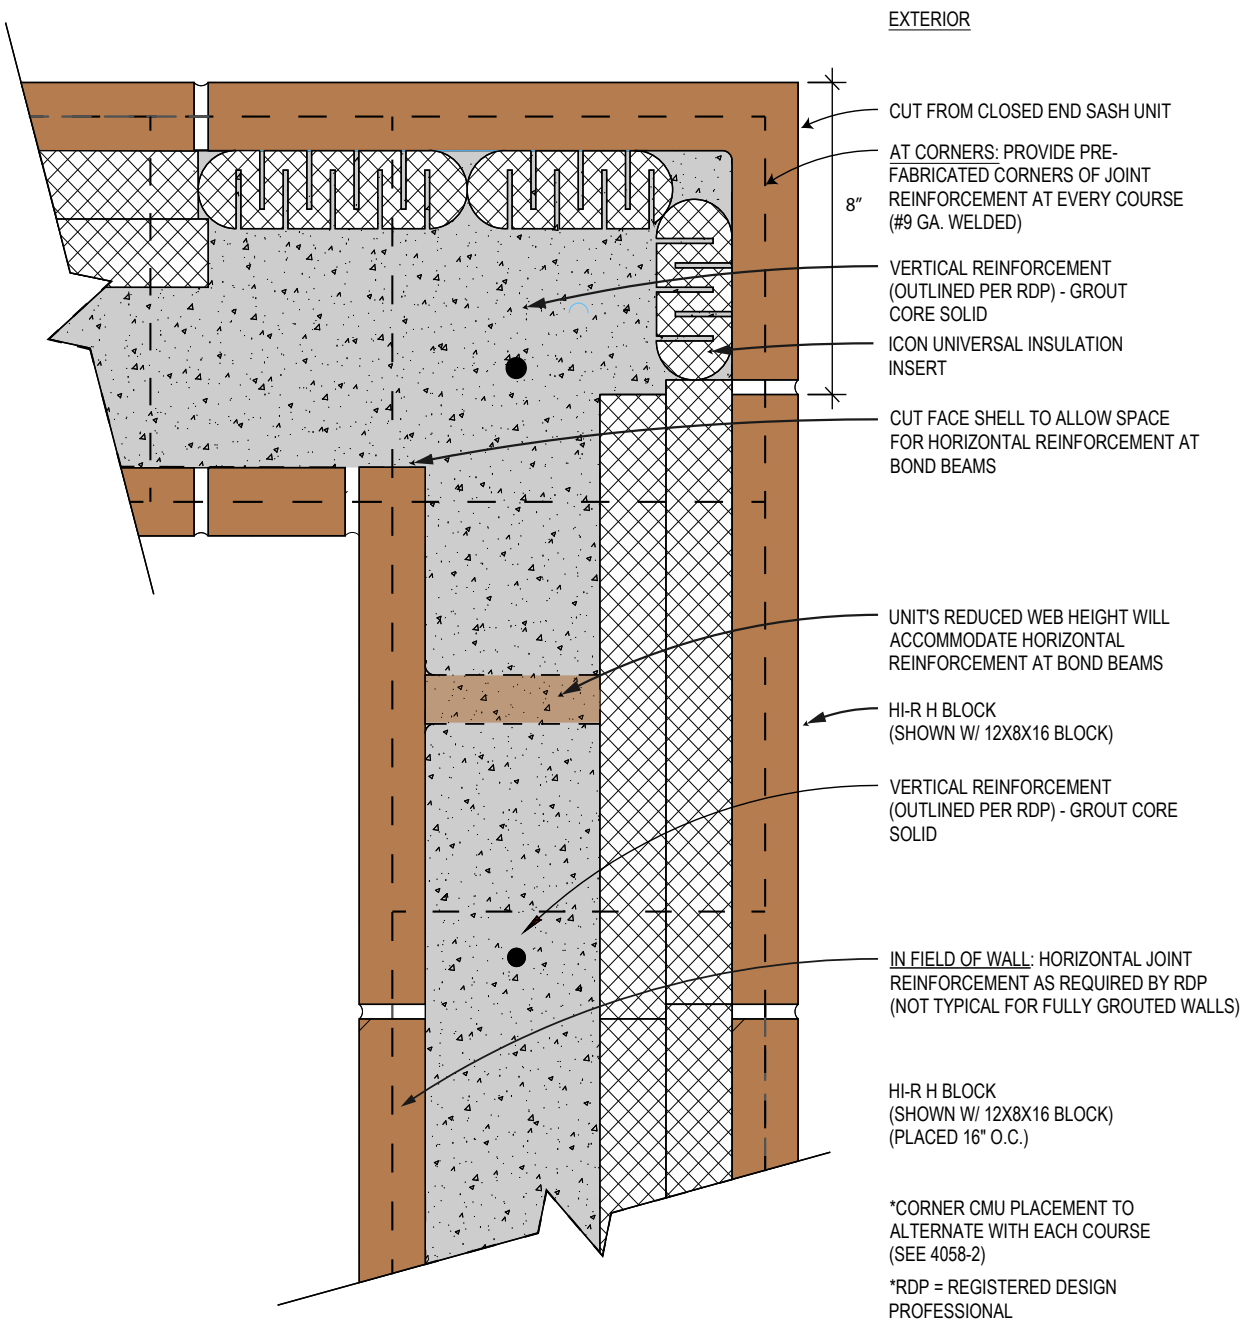 EXTERIOR
CUT FROM CLOSED END SASH UNIT
AT CORNERS: PROVIDE PRE-
FABRICATED CORNERS OF JOINT
REINFORCEMENT AT EVERY COURSE
(#9 GA. WELDED)
8"
VERTICAL REINFORCEMENT
(OUTLINED PER RDP) - GROUT
CORE SOLID
ICON UNIVERSAL INSULATION
INSERT
CUT FACE SHELL TO ALLOW SPACE
FOR HORIZONTAL REINFORCEMENT AT
BOND BEAMS
UNIT'S REDUCED WEB HEIGHT WILL
ACCOMMODATE HORIZONTAL
REINFORCEMENT AT BOND BEAMS
HI-R H BLOCK
(SHOWN W/ 12X8X16 BLOCK)
VERTICAL REINFORCEMENT
(OUTLINED PER RDP) - GROUT CORE
SOLID
IN FIELD OF WALL: HORIZONTAL JOINT
REINFORCEMENT AS REQUIRED BY RDP
(NOT TYPICAL FOR FULLY GROUTED WALLS)
HI-R H BLOCK
(SHOWN W/ 12X8X16 BLOCK)
(PLACED 16" O.C.)
*CORNER CMU PLACEMENT TO
ALTERNATE WITH EACH COURSE
(SEE 4058-2)
*RDP = REGISTERED DESIGN
PROFESSIONAL